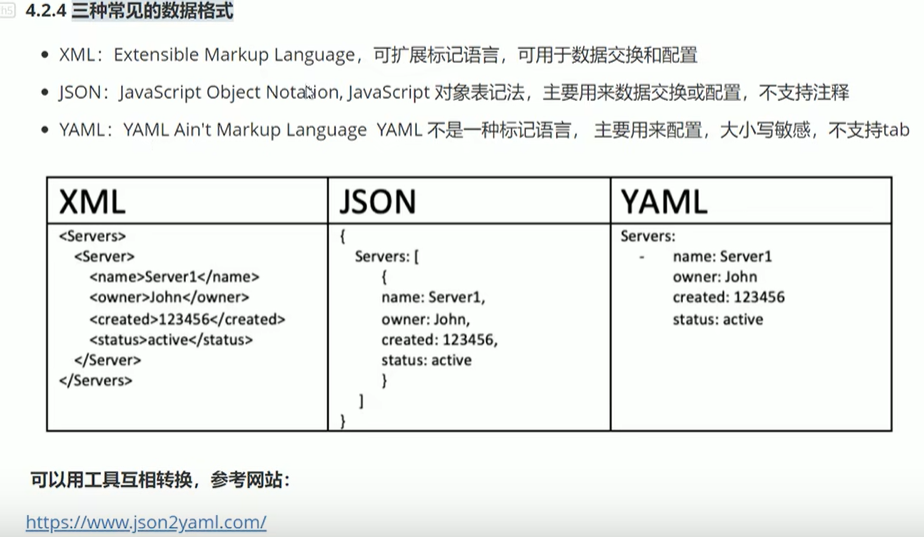 h5
4.2.4 三种常见的数据格式
• XML：Extensible Markup Language，可扩展标记语言，可用于数据交换和配置
• JSON：JavaScript Object Notation, JavaScript 对象表记法，主要用来数据交换或配置，不支持注释
• YAML：YAML Ain't Markup Language YAML 不是一种标记语言， 主要用来配置，大小写敏感，不支持tab
XML
<Servers>
<Server>
<name>Server1</name>
<owner>John</owner>
<created>123456</created>
<status>active</status>
</Server>
</Servers>
JSON
{
Servers: [
{
name: Server1,
owner: John,
created: 123456,
status: active
}
]
}
YAML
Servers:
- name: Server1
owner: John
created: 123456
status: active
可以用工具互相转换，参考网站：
https://www.json2yaml.com/